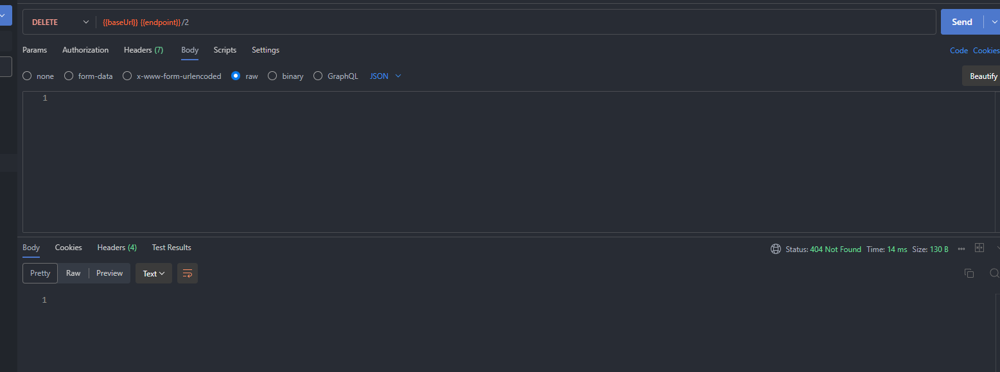 DELETE {{baseUrl}} {{endpoint}}/2 Send
Params Authorization Headers (7) Body Scripts Settings Code Cookies
none form-data x-www-form-urlencoded raw binary GraphQL JSON Beautify
1
Body Cookies Headers (4) Test Results Status: 404 Not Found Time: 14 ms Size: 130 B
Pretty Raw Preview Text
1